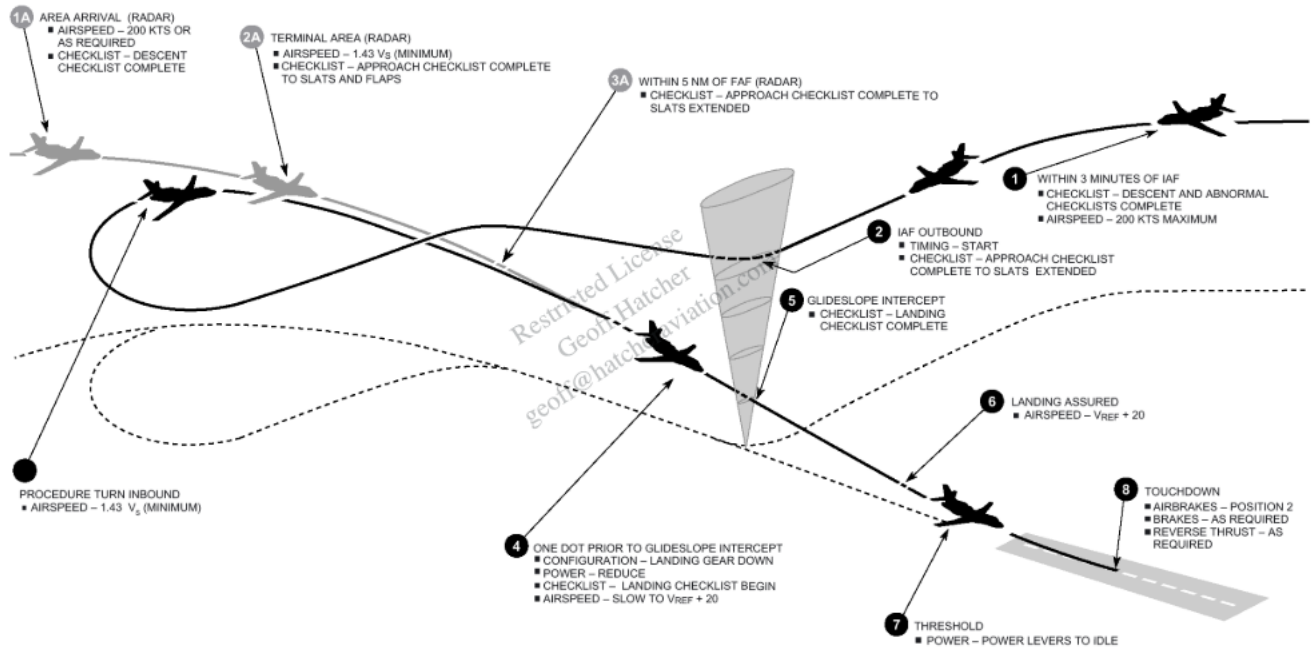 1A AREA ARRIVAL (RADAR)
■ AIRSPEED – 200 KTS OR
AS REQUIRED
■ CHECKLIST – DESCENT
CHECKLIST COMPLETE
2A TERMINAL AREA (RADAR)
■ AIRSPEED – 1.43 VS (MINIMUM)
■ CHECKLIST – APPROACH CHECKLIST COMPLETE
TO SLATS AND FLAPS
3A WITHIN 5 NM OF FAF (RADAR)
■ CHECKLIST – APPROACH CHECKLIST COMPLETE TO
SLATS EXTENDED
1 WITHIN 3 MINUTES OF IAF
■ CHECKLIST – DESCENT AND ABNORMAL
CHECKLISTS COMPLETE
■ AIRSPEED – 200 KTS MAXIMUM
2 IAF OUTBOUND
■ TIMING – START
■ CHECKLIST – APPROACH CHECKLIST
COMPLETE TO SLATS EXTENDED
PROCEDURE TURN INBOUND
■ AIRSPEED – 1.43 VS (MINIMUM)
4 ONE DOT PRIOR TO GLIDESLOPE INTERCEPT
■ CONFIGURATION – LANDING GEAR DOWN
■ POWER – REDUCE
■ CHECKLIST – LANDING CHECKLIST BEGIN
■ AIRSPEED – SLOW TO VREF + 20
5 GLIDESLOPE INTERCEPT
■ CHECKLIST – LANDING
CHECKLIST COMPLETE
6 LANDING ASSURED
■ AIRSPEED – VREF + 20
7 THRESHOLD
■ POWER – POWER LEVERS TO IDLE
8 TOUCHDOWN
■ AIRBRAKES – POSITION 2
■ BRAKES – AS REQUIRED
■ REVERSE THRUST – AS
REQUIRED
Restricted License
Geoff Hatcher
geoff@hatcheraviation.com